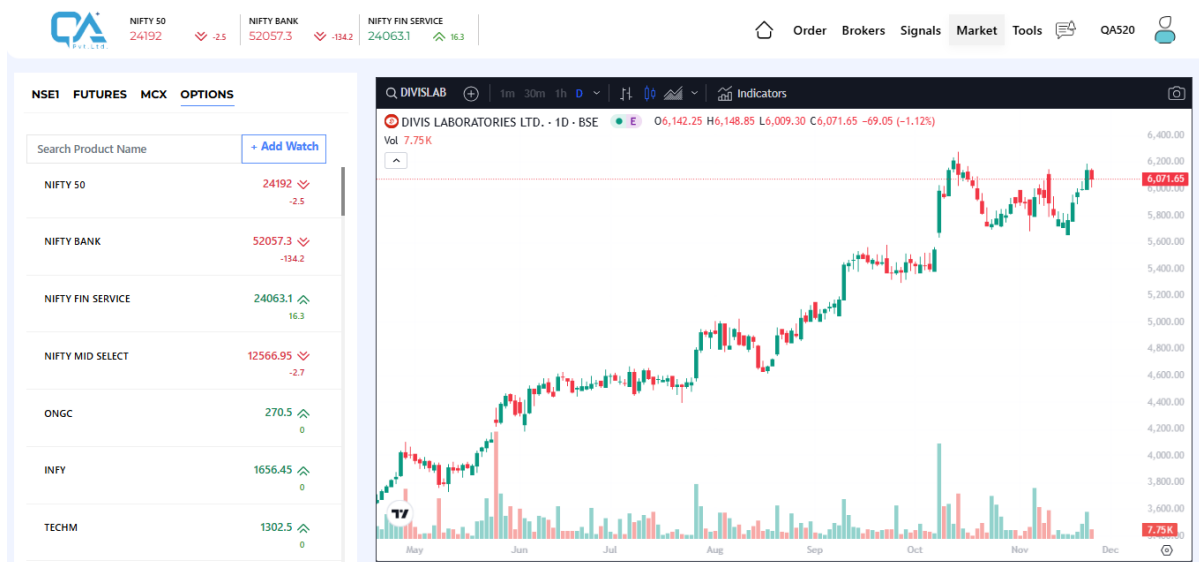 QA
Pvt.Ltd.
NIFTY 50
24192 -2.5
NIFTY BANK
52057.3 -134.2
NIFTY FIN SERVICE
24063.1 16.3
Order Brokers Signals Market Tools QA520
NSE1 FUTURES MCX OPTIONS
Search Product Name + Add Watch
NIFTY 50 24192
-2.5
NIFTY BANK 52057.3
-134.2
NIFTY FIN SERVICE 24063.1
16.3
NIFTY MID SELECT 12566.95
-2.7
ONGC 270.5
0
INFY 1656.45
0
TECHM 1302.5
0
DIVISLAB 1m 30m 1h D Indicators
DIVIS LABORATORIES LTD. · 1D · BSE E O6,142.25 H6,148.85 L6,009.30 C6,071.65 −69.05 (−1.12%)
Vol 7.75K
6,400.00
6,200.00
6,071.65
6,000.00
5,800.00
5,600.00
5,400.00
5,200.00
5,000.00
4,800.00
4,600.00
4,400.00
4,200.00
4,000.00
3,800.00
3,600.00
7.75K
May Jun Jul Aug Sep Oct Nov Dec